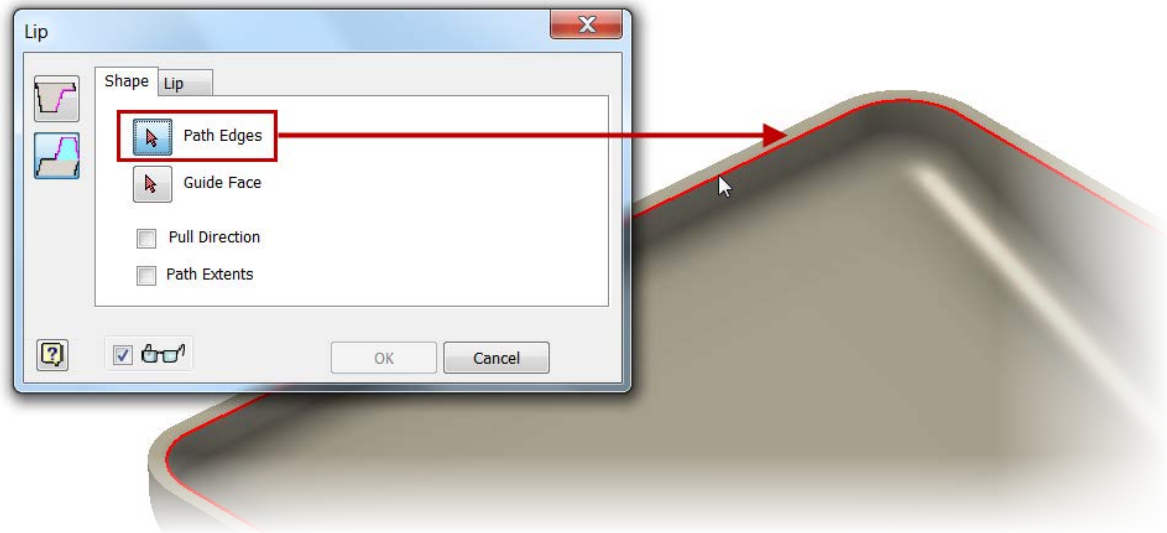 Lip
Shape Lip
Path Edges
Guide Face
Pull Direction
Path Extents
OK Cancel